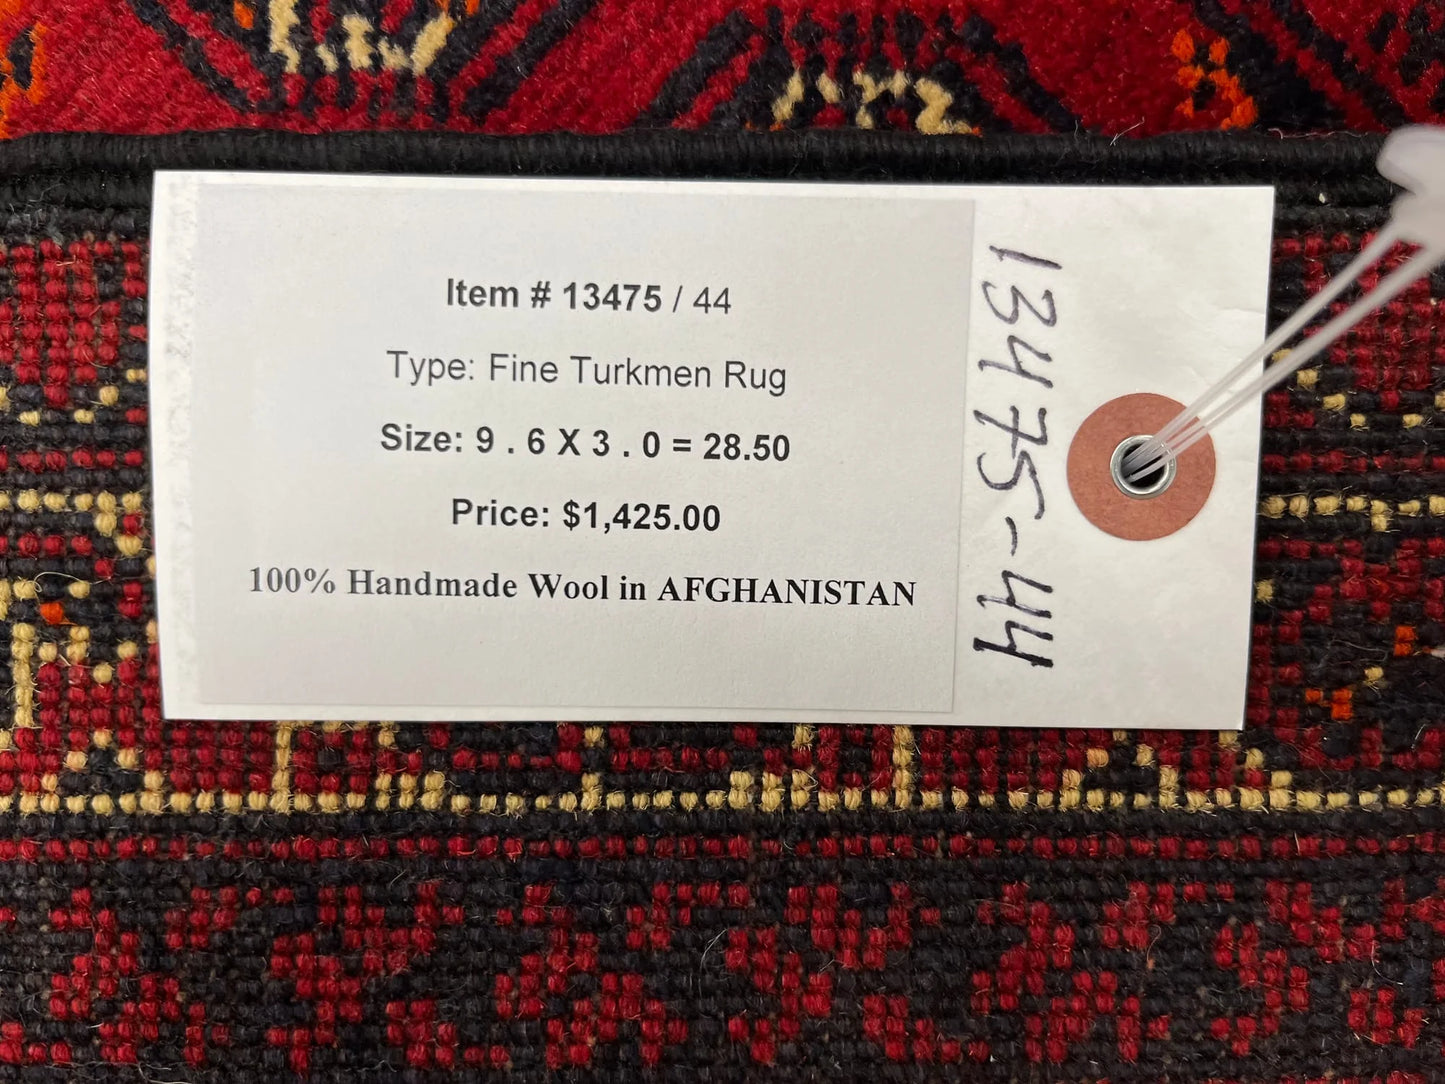 Item # 13475 / 44
Type: Fine Turkmen Rug
Size: 9 . 6 X 3 . 0 = 28.50
Price: $1,425.00
100% Handmade Wool in AFGHANISTAN
13475-44